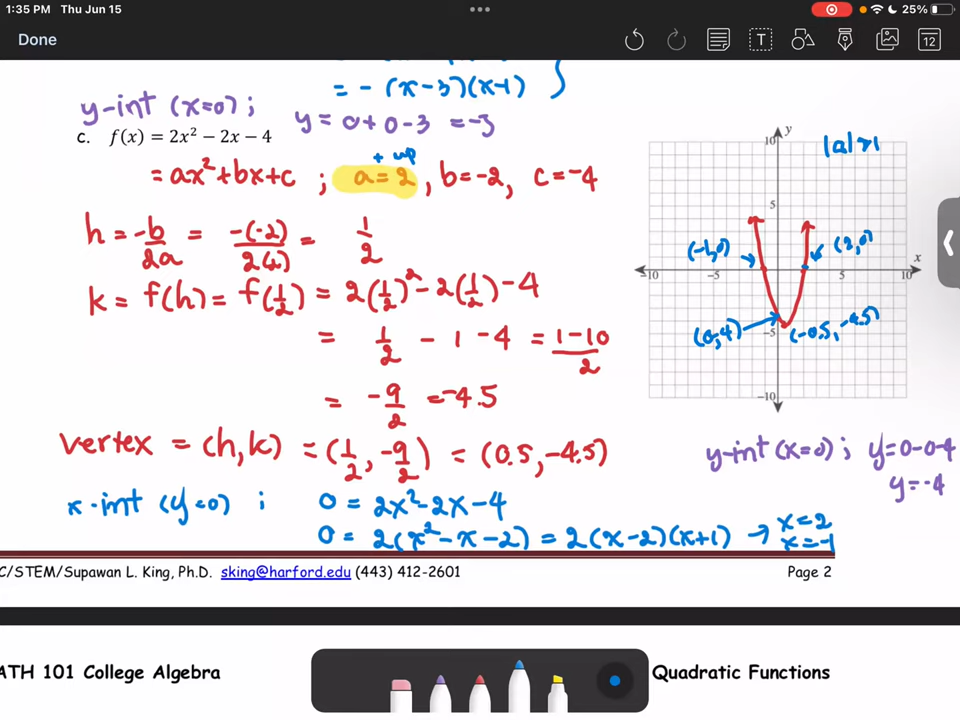 1:35 PM Thu Jun 15
25%
Done
T
12
= - (x-3)(x-1)
y-int (x=0) ;
y = 0+0-3 = -3
c. f(x) = 2x² − 2x − 4
+ up
= ax²+bx+c ; a=2, b=-2, c=-4
h = -b/2a = -(-2)/2(2) = 1/2
k = f(h) = f(1/2) = 2(1/2)² - 2(1/2) - 4
= 1/2 - 1 - 4 = 1-10/2
= -9/2 = -4.5
vertex = (h,k) = (1/2, -9/2) = (0.5, -4.5)
x-int (y=0) ; 0 = 2x²-2x-4
0 = 2(x²-x-2) = 2(x-2)(x+1) → x=2
x=-1
|a|>1
10 y
5
(-1,0)
(2,0)
x
−10 −5 5 10
(0,-4)
−5
(-0.5, -4.5)
−10
y-int (x=0) ; y=0-0-4
y=-4
C/STEM/Supawan L. King, Ph.D. sking@harford.edu (443) 412-2601
Page 2
ATH 101 College Algebra
Quadratic Functions